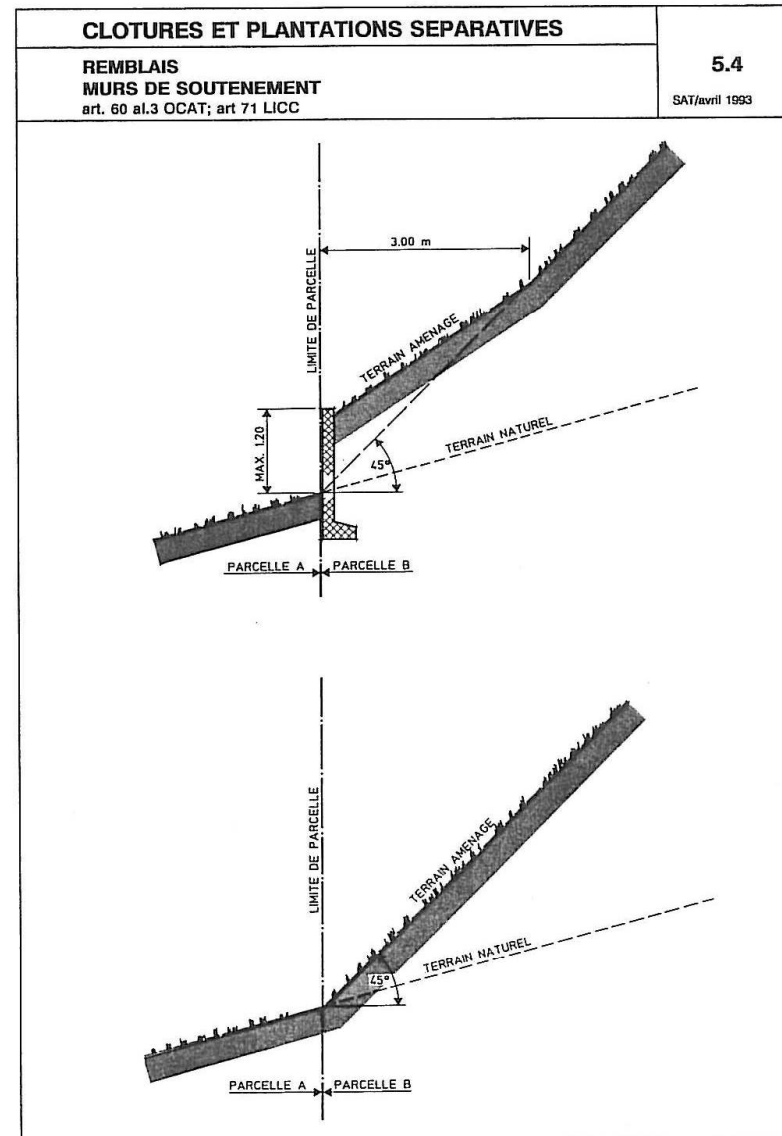 CLOTURES ET PLANTATIONS SEPARATIVES
REMBLAIS
MURS DE SOUTENEMENT
art. 60 al.3 OCAT; art 71 LICC
5.4
SAT/avril 1993
LIMITE DE PARCELLE
3.00 m
TERRAIN AMENAGE
MAX. 1.20
45°
TERRAIN NATUREL
PARCELLE A
PARCELLE B
LIMITE DE PARCELLE
TERRAIN AMENAGE
45°
TERRAIN NATUREL
PARCELLE A
PARCELLE B